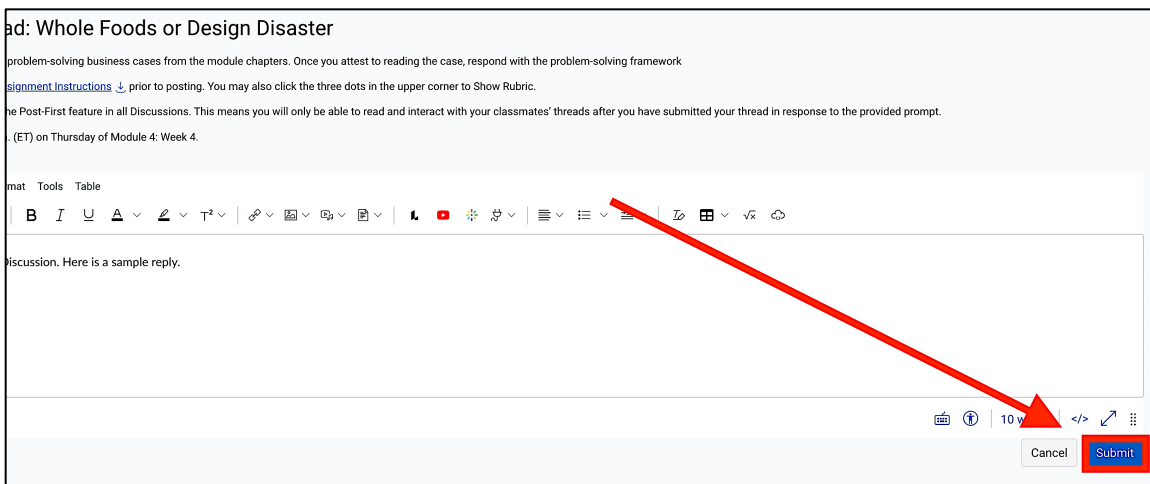 ad: Whole Foods or Design Disaster
problem-solving business cases from the module chapters. Once you attest to reading the case, respond with the problem-solving framework
signment Instructions prior to posting. You may also click the three dots in the upper corner to Show Rubric.
he Post-First feature in all Discussions. This means you will only be able to read and interact with your classmates' threads after you have submitted your thread in response to the provided prompt.
. (ET) on Thursday of Module 4: Week 4.
mat Tools Table
B I U A T²
Discussion. Here is a sample reply.
10 w </>
Cancel Submit